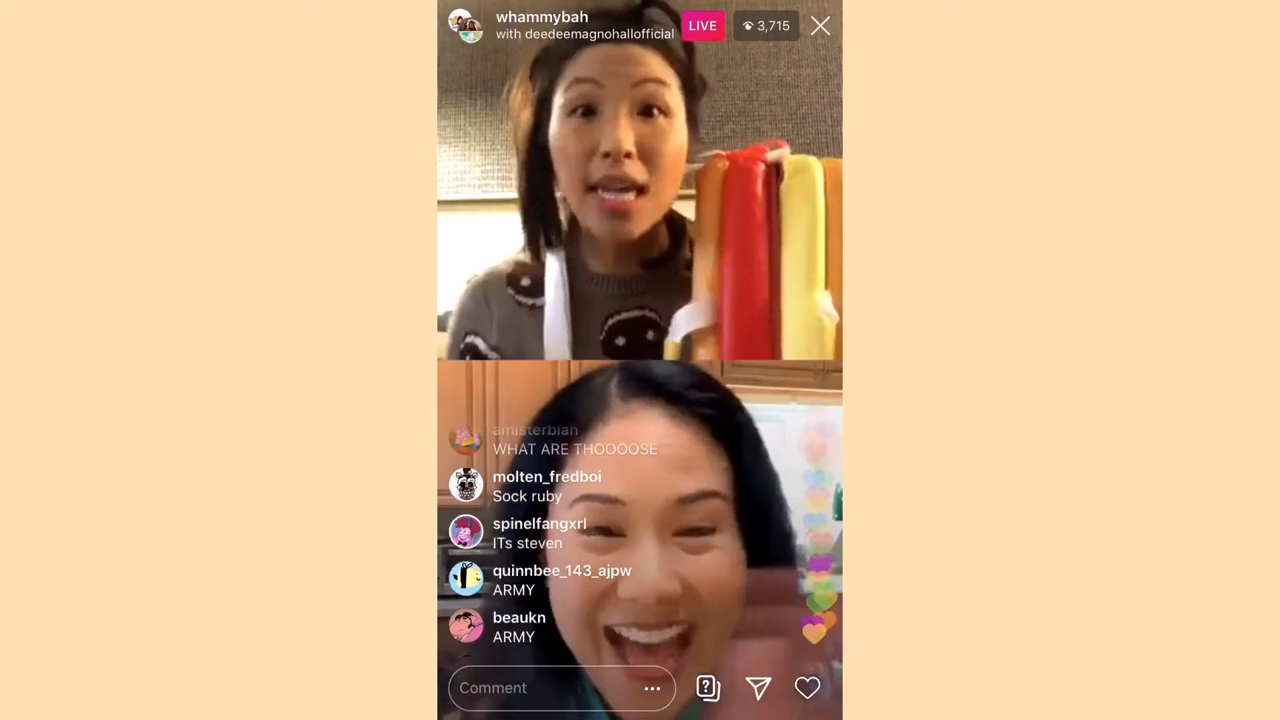 whammybah
with deedeemagnohallofficial
LIVE
3,715
amisterbian
WHAT ARE THOOOOSE
molten_fredboi
Sock ruby
spinelfangxrl
ITs steven
quinnbee_143_ajpw
ARMY
beaukn
ARMY
Comment